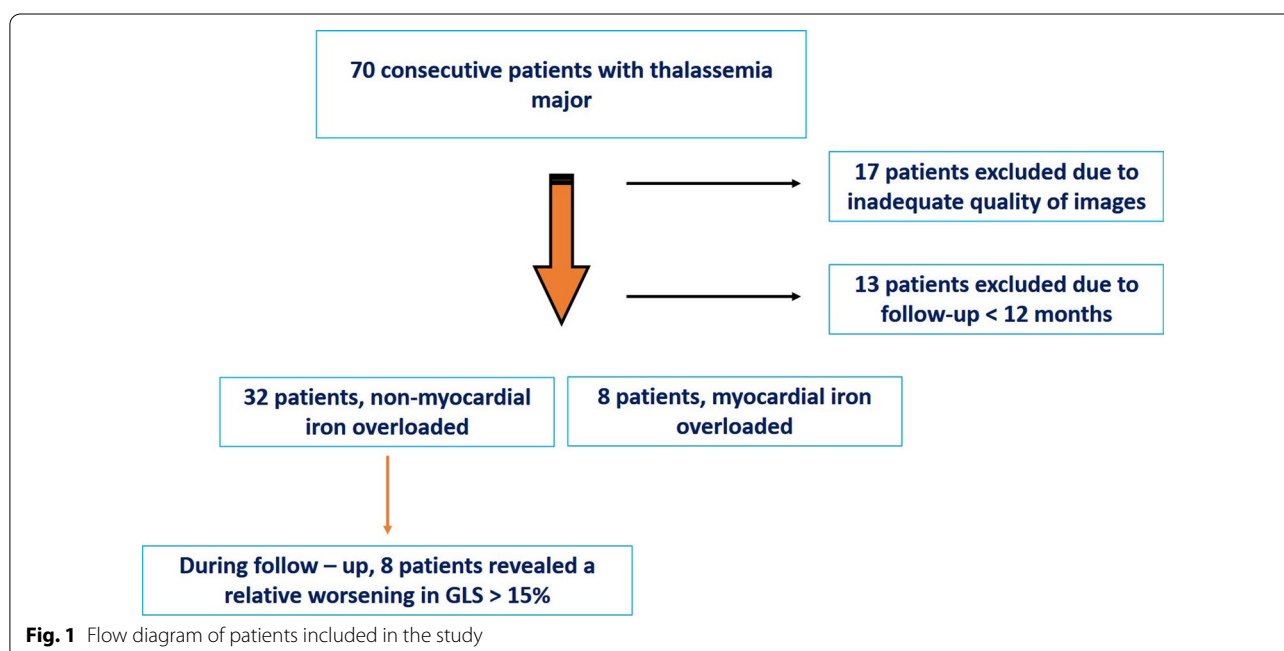 70 consecutive patients with thalassemia
major
17 patients excluded due to
inadequate quality of images
13 patients excluded due to
follow-up < 12 months
32 patients, non-myocardial
iron overloaded
8 patients, myocardial iron
overloaded
During follow – up, 8 patients revealed a
relative worsening in GLS > 15%
Fig. 1 Flow diagram of patients included in the study